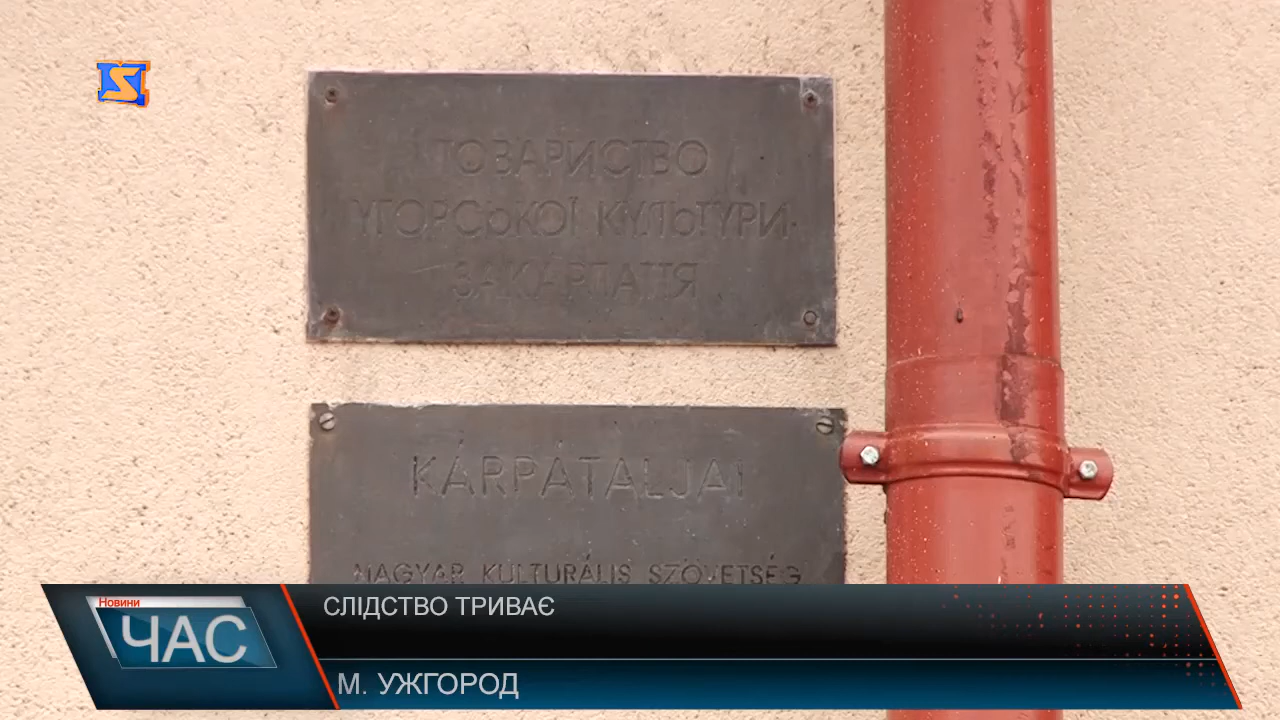 ТОВАРИСТВО
УГОРСЬКОЇ КУЛЬТУРИ
ЗАКАРПАТТЯ
KÁRPÁTALJAI
MAGYAR KULTURÁLIS SZÖVETSÉG
Новини
ЧАС
СЛІДСТВО ТРИВАЄ
М. УЖГОРОД